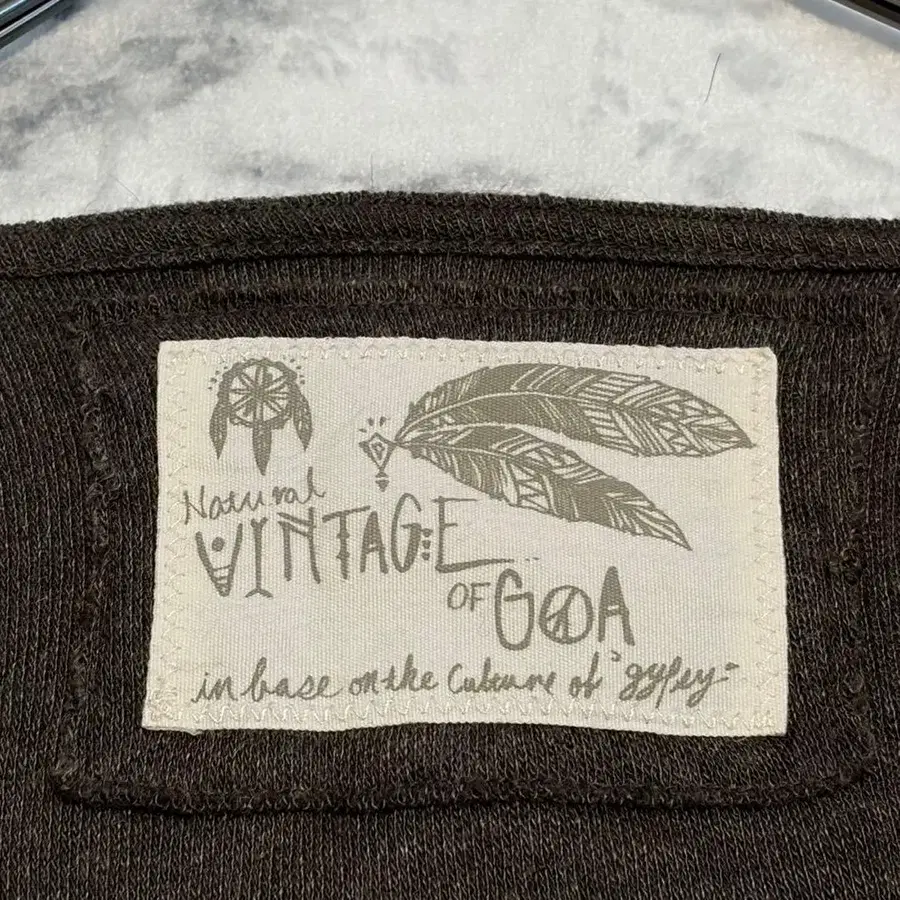 Natural
VINTAGE
OF GOA
in base on the Culture of "gypsy"